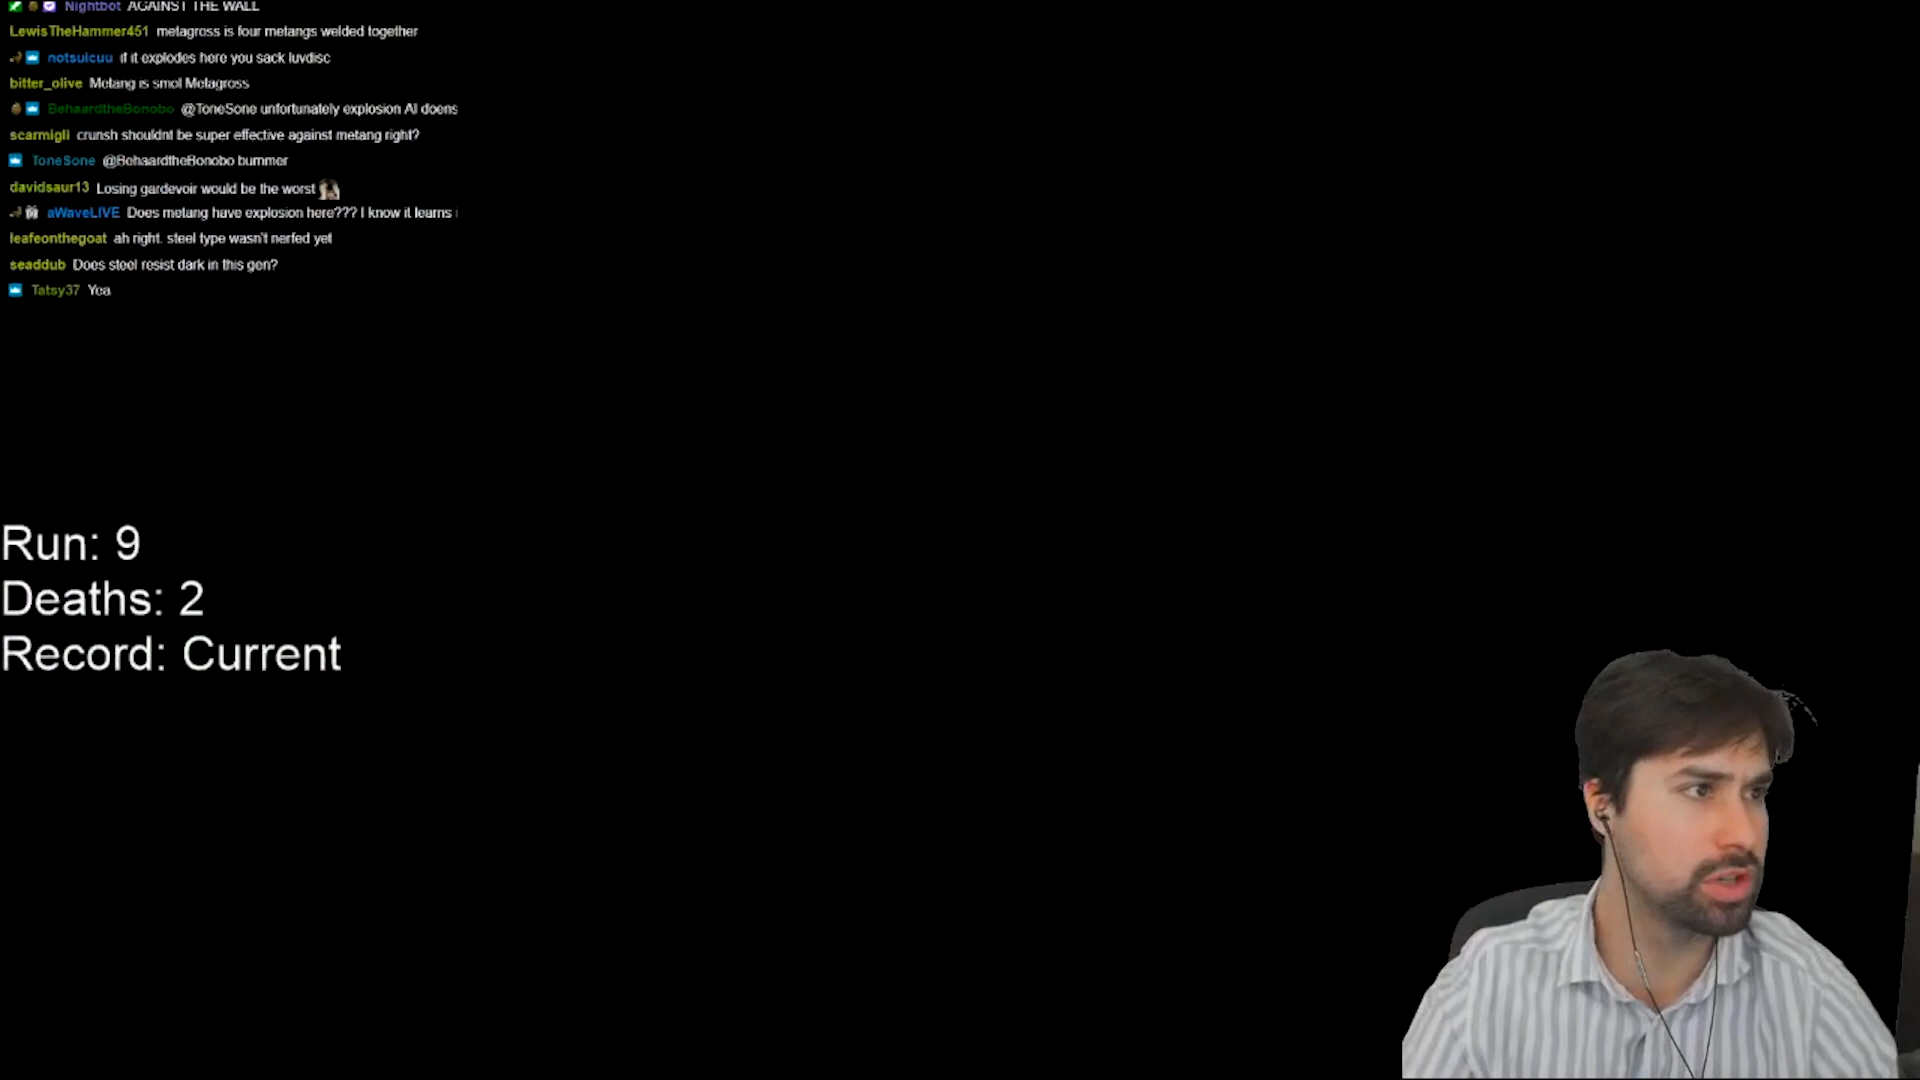 Nightbot AGAINST THE WALL
LewisTheHammer451 metagross is four metangs welded together
notsuicuu if it explodes here you sack luvdisc
bitter_olive Metang is smol Metagross
BehaardtheBonobo @ToneSone unfortunately explosion AI doens
scarmigli crunsh shouldnt be super effective against metang right?
ToneSone @BehaardtheBonobo bummer
davidsaur13 Losing gardevoir would be the worst
aWaveLIVE Does metang have explosion here??? I know it learns
leafeonthegoat ah right. steel type wasn't nerfed yet
seaddub Does steel resist dark in this gen?
Tatsy37 Yea
Run: 9
Deaths: 2
Record: Current